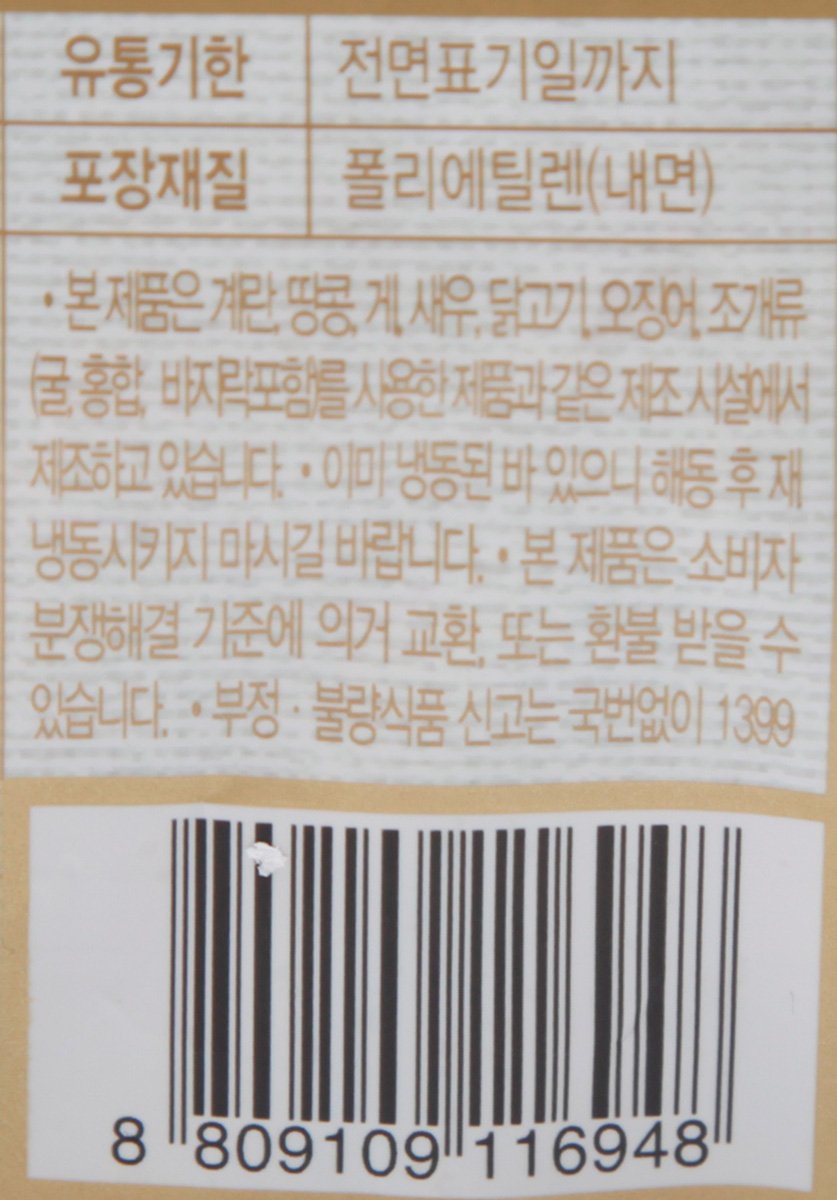 유통기한 전면표기일까지
포장재질 폴리에틸렌(내면)
• 본 제품은 계란, 땅콩, 게, 새우, 닭고기, 오징어, 조개류
(굴, 홍합, 바지락포함)를 사용한 제품과 같은 제조 시설에서
제조하고 있습니다. • 이미 냉동된 바 있으니 해동 후 재
냉동시키지 마시길 바랍니다. • 본 제품은 소비자
분쟁해결 기준에 의거 교환, 또는 환불 받을 수
있습니다. • 부정 · 불량식품 신고는 국번없이 1399
8 809109 116948